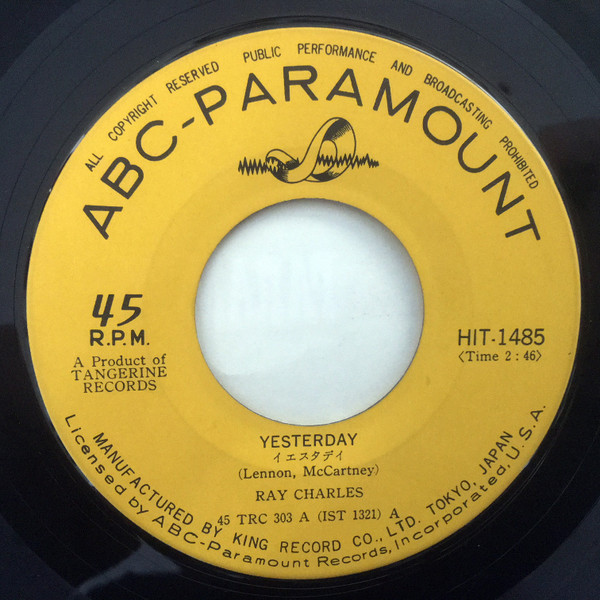 ALL COPYRIGHT RESERVED PUBLIC PERFORMANCE AND BROADCASTING PROHIBITED
ABC-PARAMOUNT
45
R.P.M.
A Product of
TANGERINE
RECORDS
HIT-1485
〈Time 2 : 46〉
YESTERDAY
イエスタデイ
(Lennon, McCartney)
RAY CHARLES
45 TRC 303 A (IST 1321) A
MANUFACTURED BY KING RECORD CO., LTD. TOKYO, JAPAN
Licensed by ABC-Paramount Records, Incorporated, U.S.A.